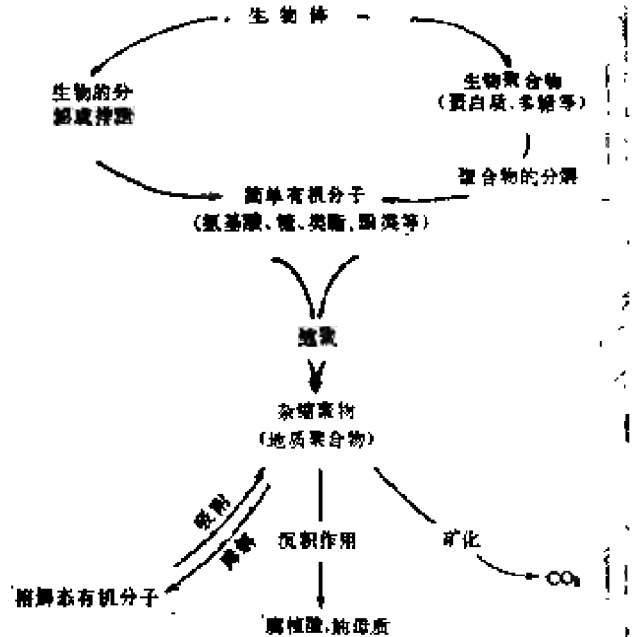 生物体
生物的分
泌或排泄
生物聚合物
(蛋白质、多糖等)
聚合物的分解
简单有机分子
(氨基酸、糖、类脂,酚类等)
缩聚
杂缩聚物
(地质聚合物)
吸附
降解
沉积作用
矿化
CO₂
溶解态有机分子
腐植酸,油母质